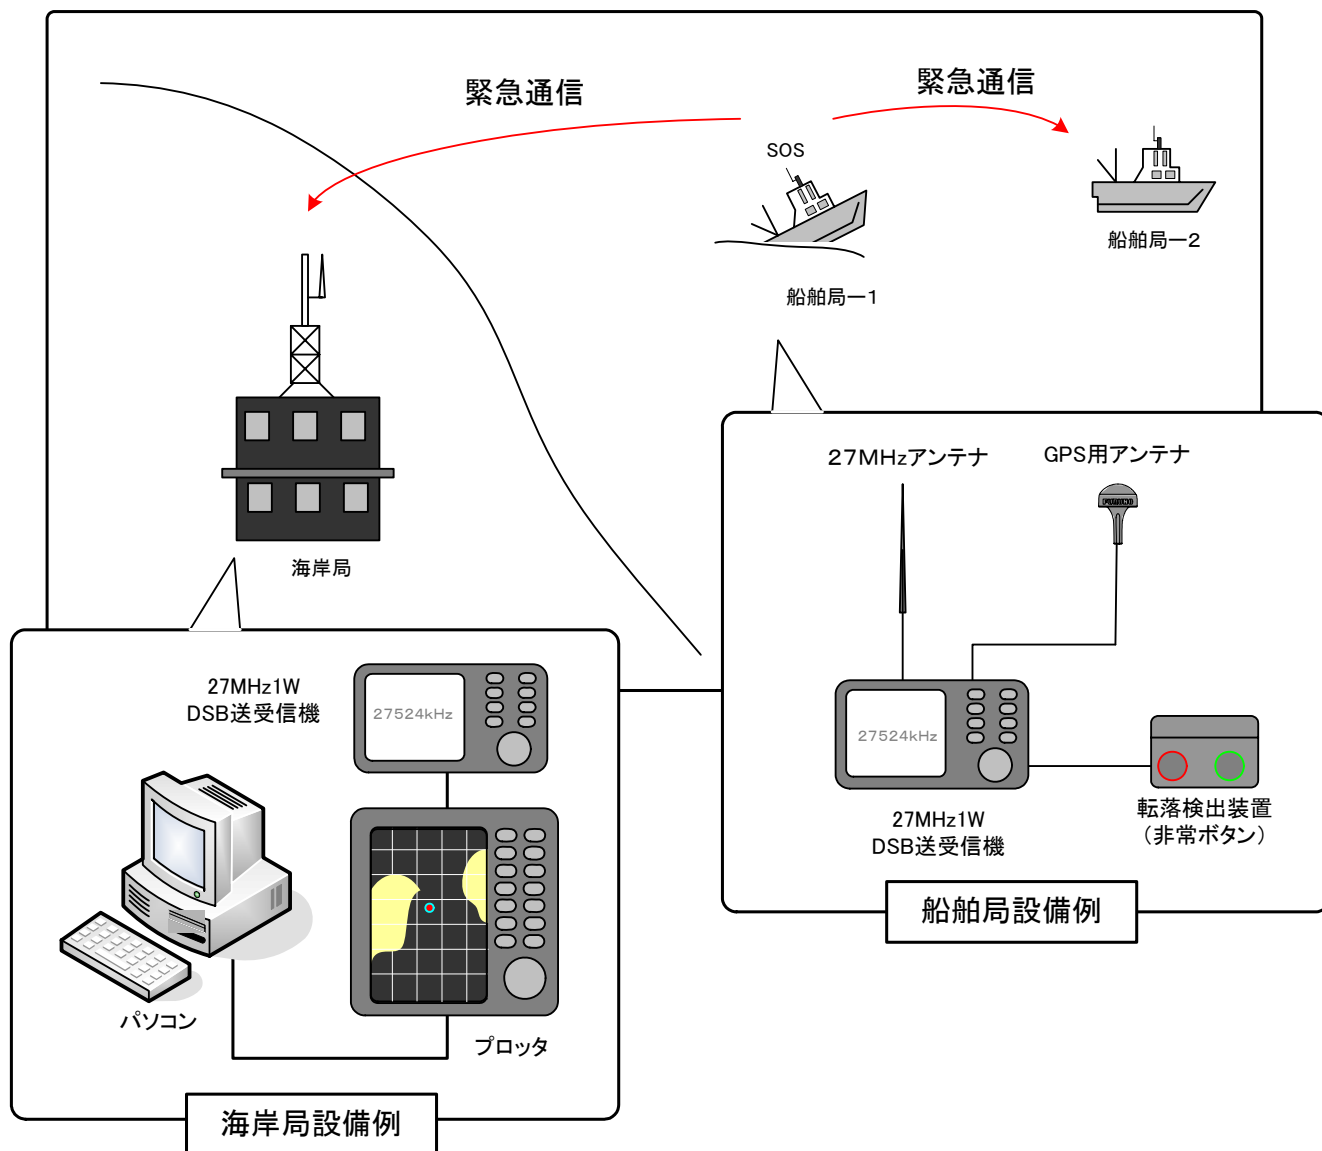 緊急通信
緊急通信
SOS
船舶局ー2
船舶局ー1
海岸局
27MHzアンテナ
GPS用アンテナ
FURUNO
27524kHz
27MHz1W
DSB送受信機
転落検出装置
(非常ボタン)
船舶局設備例
27MHz1W
DSB送受信機
27524kHz
パソコン
プロッタ
海岸局設備例